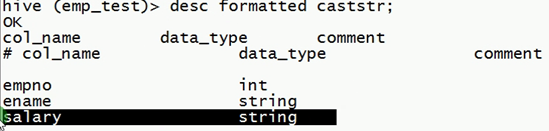 hive (emp_test)> desc formatted caststr;
OK
col_name data_type comment
# col_name data_type comment
empno int
ename string
salary string